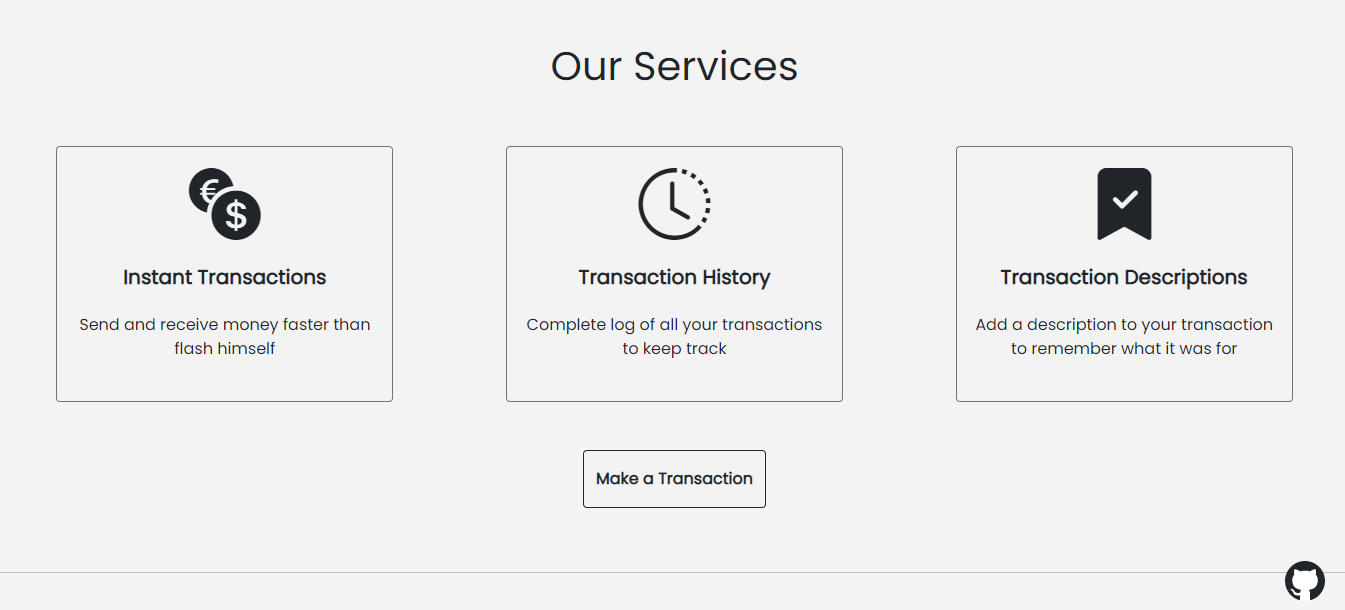 Our Services
€
$
Instant Transactions
Send and receive money faster than
flash himself
Transaction History
Complete log of all your transactions
to keep track
Transaction Descriptions
Add a description to your transaction
to remember what it was for
Make a Transaction